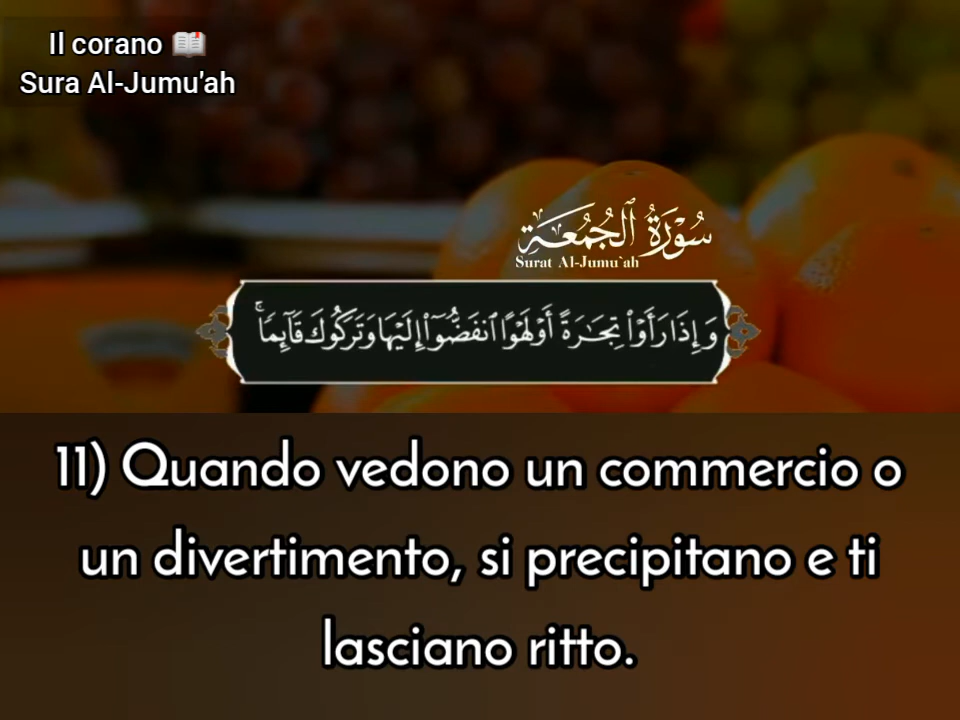 Il corano 📖
Sura Al-Jumu'ah
سُورَةُ ٱلْجُمُعَةِ
Surat Al-Jumu`ah
وَإِذَا رَأَوْا۟ تِجَـٰرَةً أَوْ لَهْوًا ٱنفَضُّوٓا۟ إِلَيْهَا وَتَرَكُوكَ قَآئِمًا ۚ
11) Quando vedono un commercio o
un divertimento, si precipitano e ti
lasciano ritto.